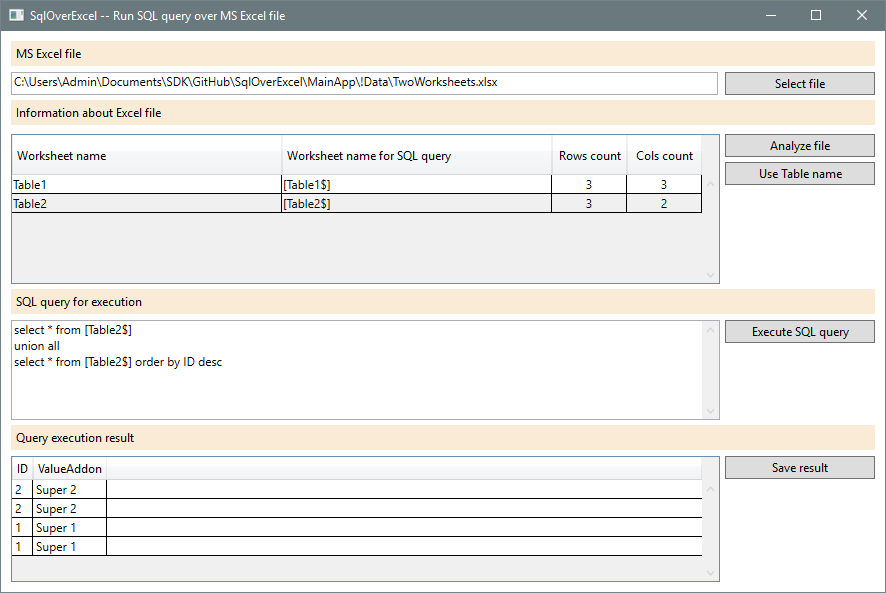 SqlOverExcel -- Run SQL query over MS Excel file
MS Excel file
C:\Users\Admin\Documents\SDK\GitHub\SqlOverExcel\MainApp\!Data\TwoWorksheets.xlsx
Select file
Information about Excel file
Worksheet name Worksheet name for SQL query Rows count Cols count
Table1 [Table1$] 3 3
Table2 [Table2$] 3 2
Analyze file
Use Table name
SQL query for execution
select * from [Table2$]
union all
select * from [Table2$] order by ID desc
Execute SQL query
Query execution result
ID ValueAddon
2 Super 2
2 Super 2
1 Super 1
1 Super 1
Save result